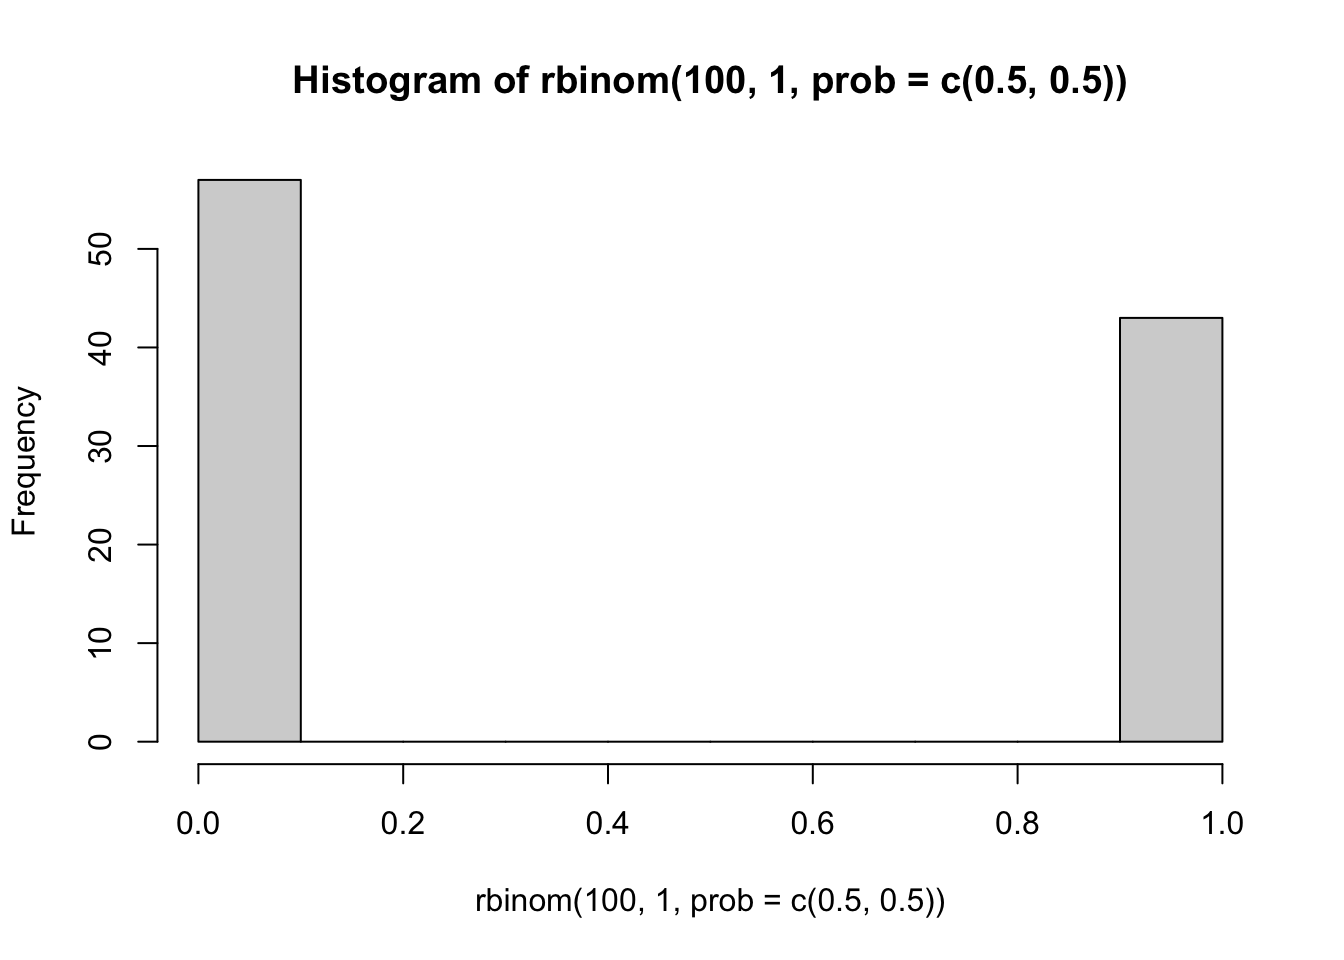 Histogram of rbinom(100, 1, prob = c(0.5, 0.5))
Frequency
50
40
30
20
10
0
0.0 0.2 0.4 0.6 0.8 1.0
rbinom(100, 1, prob = c(0.5, 0.5))